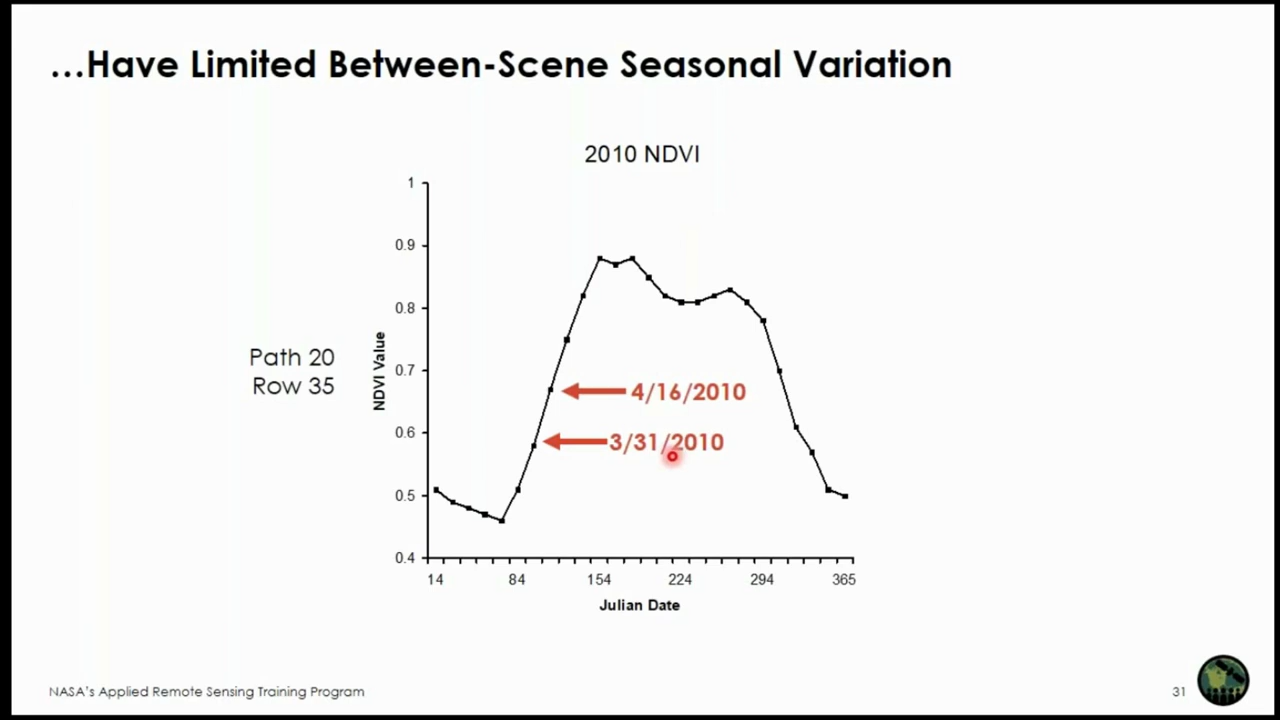 …Have Limited Between-Scene Seasonal Variation
2010 NDVI
Path 20
Row 35
NDVI Value
1
0.9
0.8
0.7
0.6
0.5
0.4
4/16/2010
3/31/2010
14 84 154 224 294 365
Julian Date
NASA's Applied Remote Sensing Training Program
31